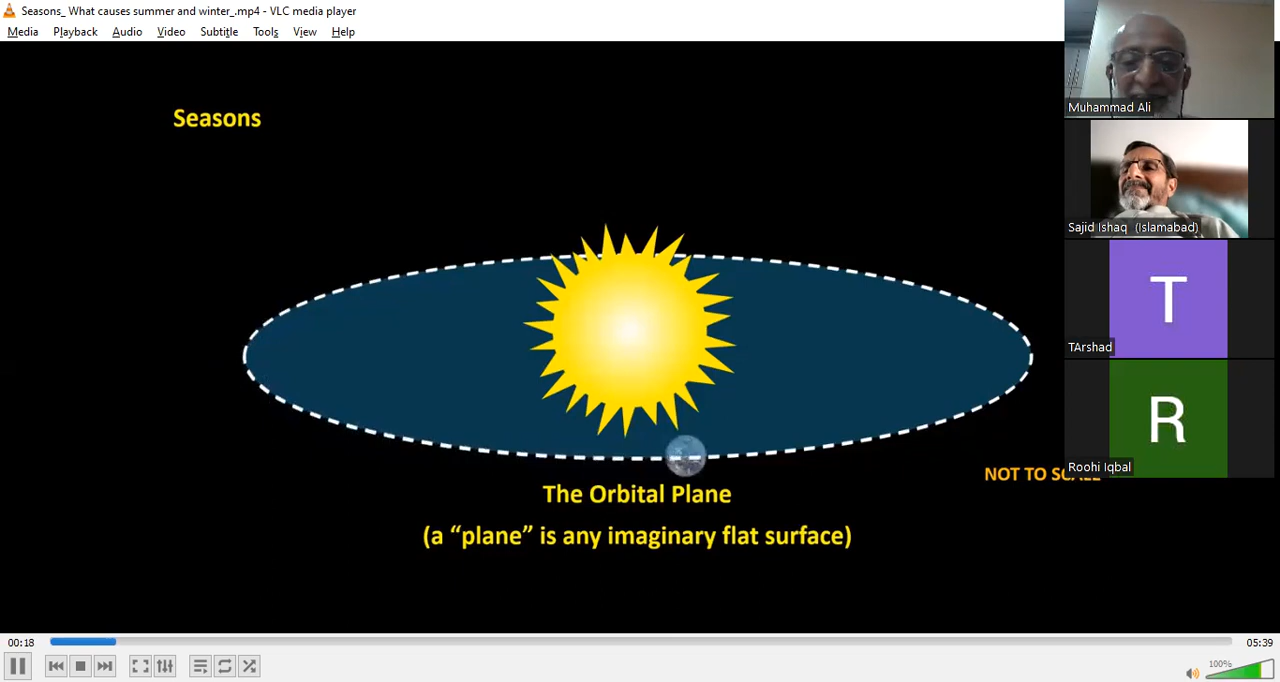 Seasons_ What causes summer and winter_.mp4 - VLC media player
Media Playback Audio Video Subtitle Tools View Help
Muhammad Ali
Seasons
Sajid Ishaq (Islamabad)
T
TArshad
R
Roohi Iqbal
NOT TO SCALE
The Orbital Plane
(a “plane” is any imaginary flat surface)
00:18
05:39
100%